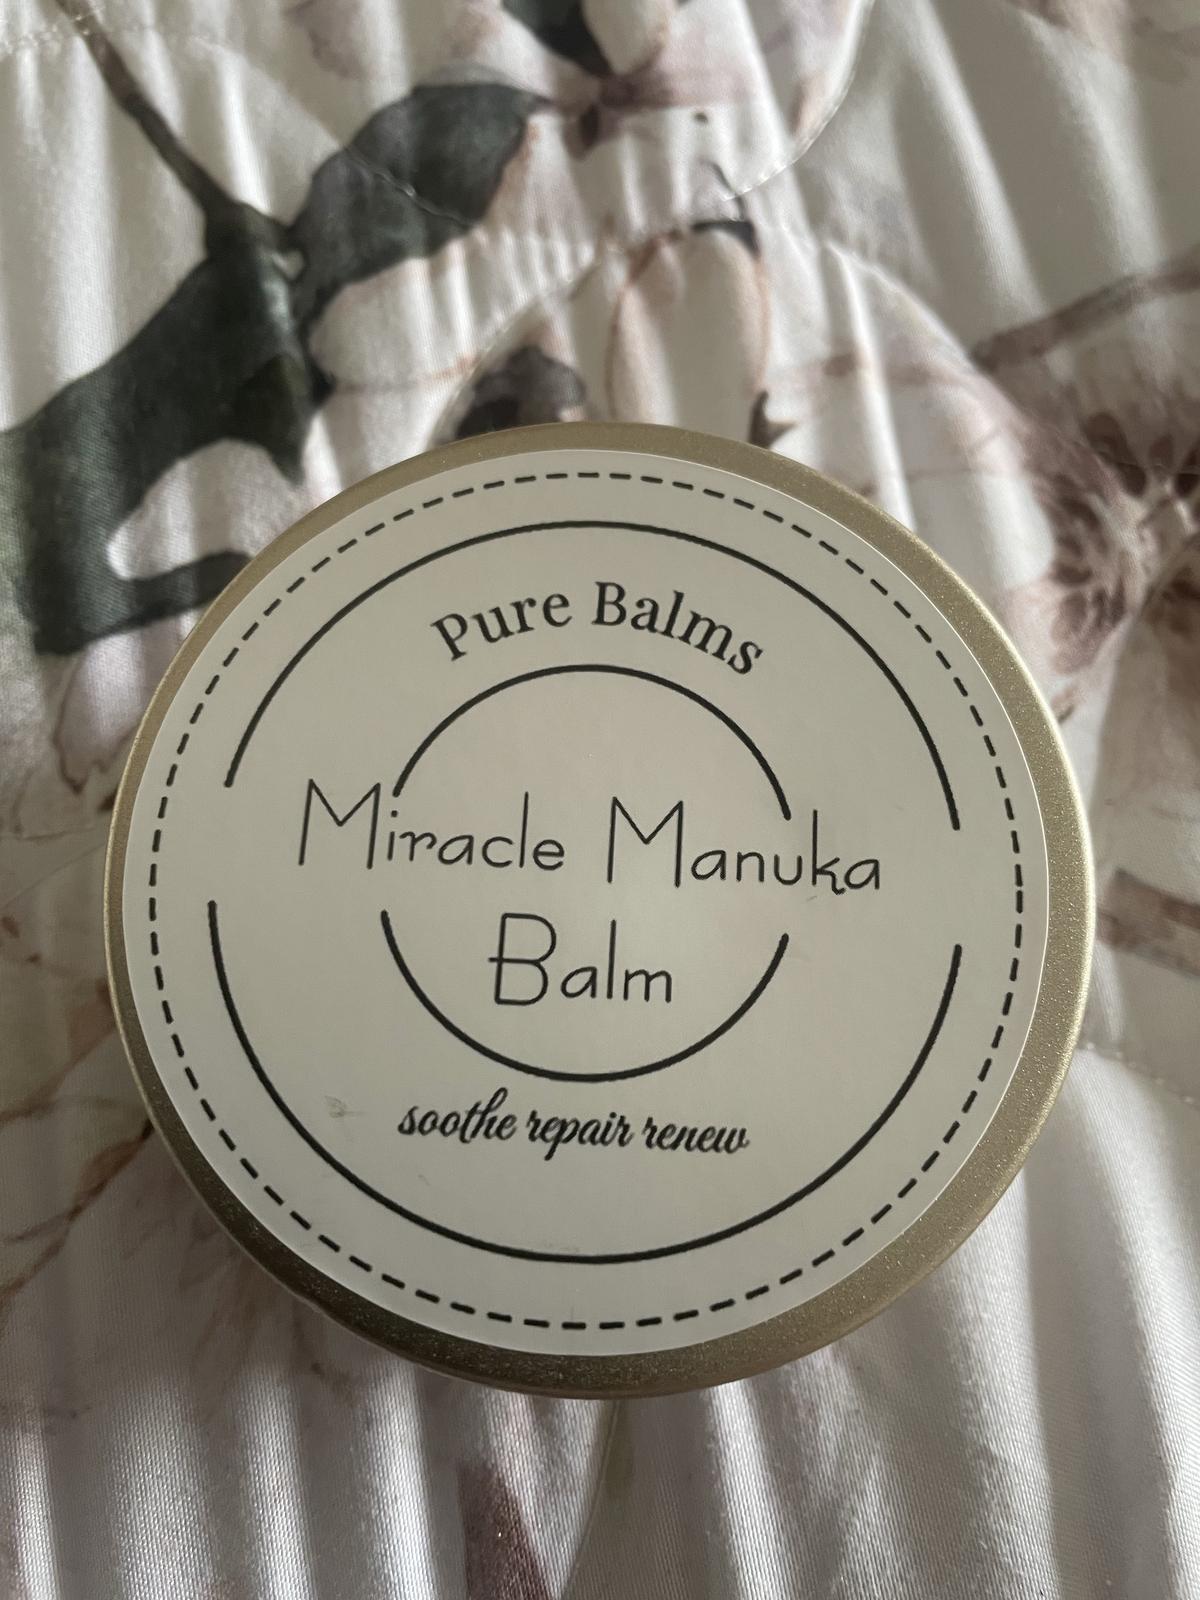 Pure Balms
Miracle Manuka
Balm
soothe repair renew